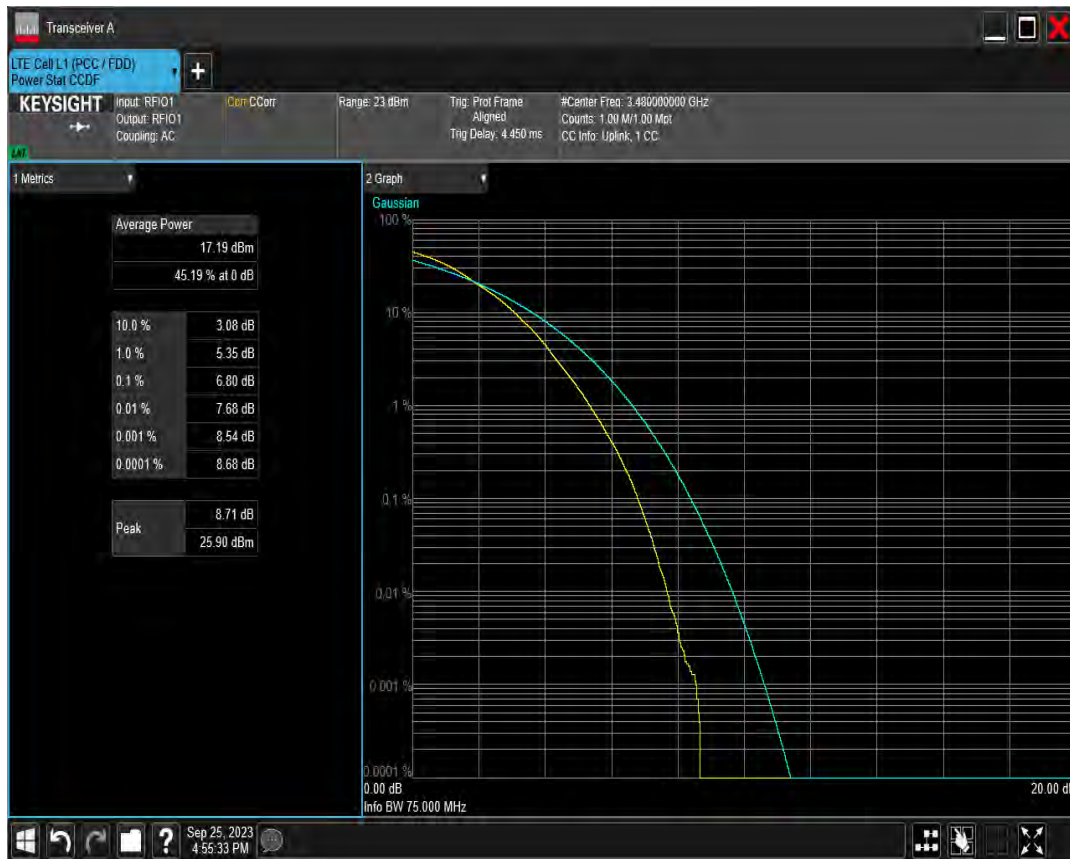 Transceiver A
LTE Cell L1 (PCC / FDD)
Power Stat CCDF
+
KEYSIGHT
Input: RFIO1
Output: RFIO1
Coupling: AC
Corr CCorr
Range: 23 dBm
Trig: Prot Frame
Aligned
Trig Delay: 4.450 ms
#Center Freq: 3.480000000 GHz
Counts: 1.00 M/1.00 Mpt
CC Info: Uplink, 1 CC
1 Metrics
Average Power
17.19 dBm
45.19 % at 0 dB
10.0 % 3.08 dB
1.0 % 5.35 dB
0.1 % 6.80 dB
0.01 % 7.68 dB
0.001 % 8.54 dB
0.0001 % 8.68 dB
Peak
8.71 dB
25.90 dBm
2 Graph
Gaussian
100 %
10 %
1 %
0.1 %
0.01 %
0.001 %
0.0001 %
0.00 dB
20.00 d
Info BW 75.000 MHz
?
Sep 25, 2023
4:55:33 PM